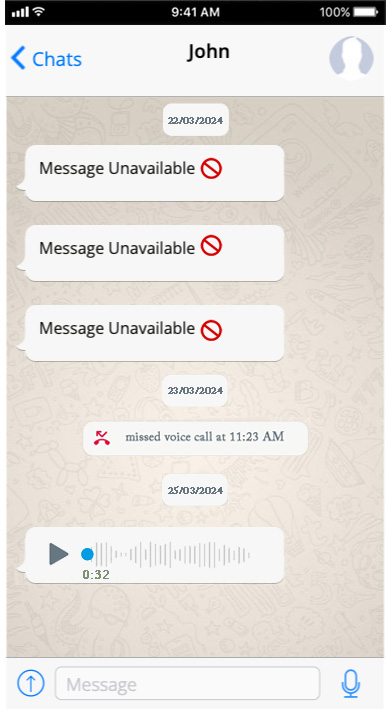 9:41 AM 100%
Chats John
22/03/2024
Message Unavailable
Message Unavailable
Message Unavailable
23/03/2024
missed voice call at 11:23 AM
25/03/2024
0:32
Message